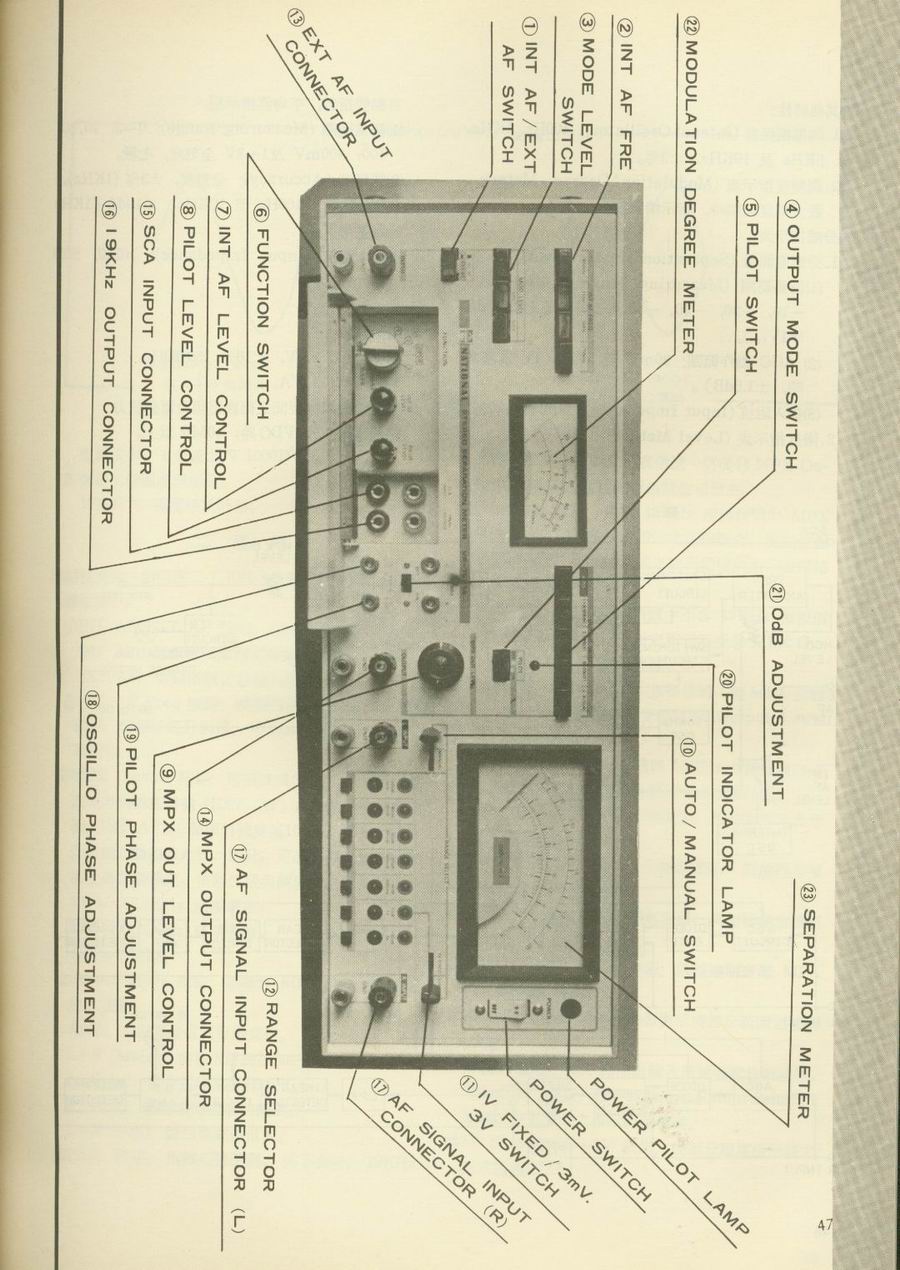 ㉓ SEPARATION METER
④ OUTPUT MODE SWITCH
㉑ 0dB ADJUSTMENT
⑤ PILOT SWITCH
⑳ PILOT INDICATOR LAMP
㉒ MODULATION DEGREE METER
⑩ AUTO / MANUAL SWITCH
② INT AF FRE
③ MODE LEVEL
SWITCH
① INT AF / EXT
AF SWITCH
⑬ EXT AF INPUT
CONNECTOR
POWER PILOT LAMP
POWER SWITCH
⑪ 1V FIXED / 3mV.
3V SWITCH
⑰ AF SIGNAL INPUT
CONNECTOR (R)
POWER
NATIONAL STEREO SEPARATION METER
⑥ FUNCTION SWITCH
⑦ INT AF LEVEL CONTROL
⑧ PILOT LEVEL CONTROL
⑮ SCA INPUT CONNECTOR
⑯ 19KHz OUTPUT CONNECTOR
⑫ RANGE SELECTOR
⑰ AF SIGNAL INPUT CONNECTOR (L)
⑭ MPX OUTPUT CONNECTOR
⑨ MPX OUT LEVEL CONTROL
⑲ PILOT PHASE ADJUSTMENT
⑱ OSCILLO PHASE ADJUSTMENT
47